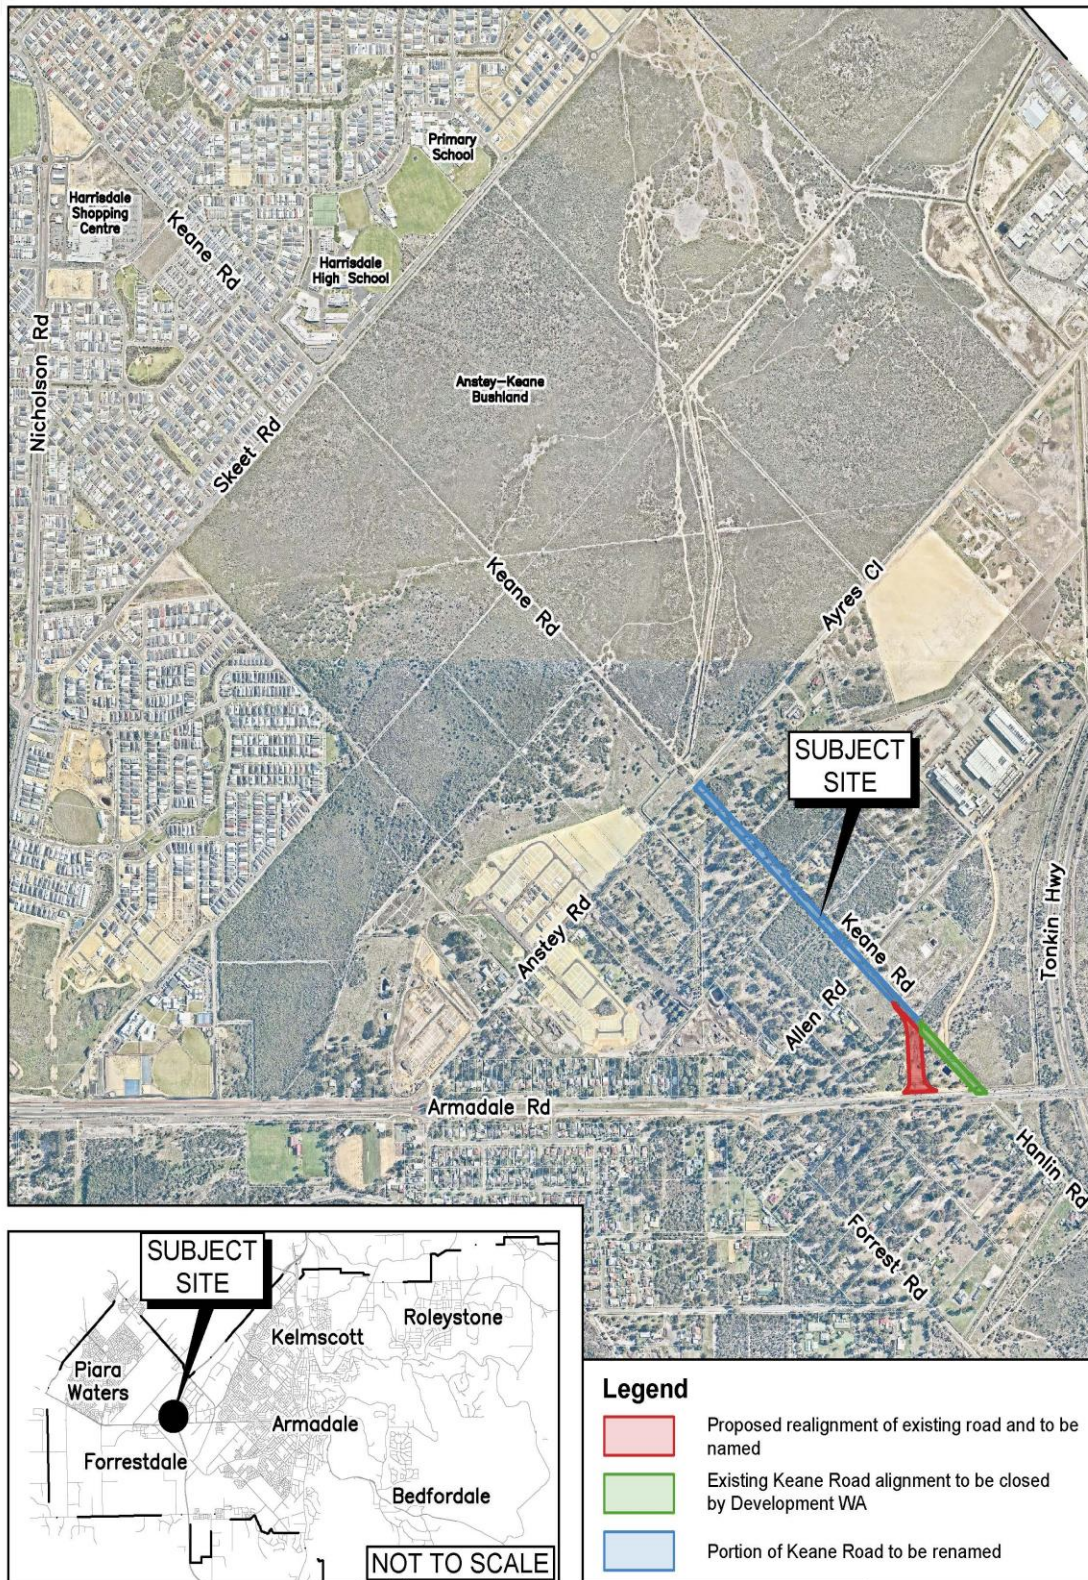 Primary
School
Harrisdale
Shopping
Centre
Keane Rd
Harrisdale
High School
Nicholson Rd
Anstey-Keane
Bushland
Skeet Rd
Keane Rd
Ayres Cl
SUBJECT
SITE
Keane Rd
Tonkin Hwy
Anstey Rd
Allen Rd
Armadale Rd
Hanlin Rd
Forrest Rd
SUBJECT
SITE
Roleystone
Kelmscott
Piara
Waters
Armadale
Forrestdale
Bedfordale
NOT TO SCALE
Legend
Proposed realignment of existing road and to be
named
Existing Keane Road alignment to be closed
by Development WA
Portion of Keane Road to be renamed